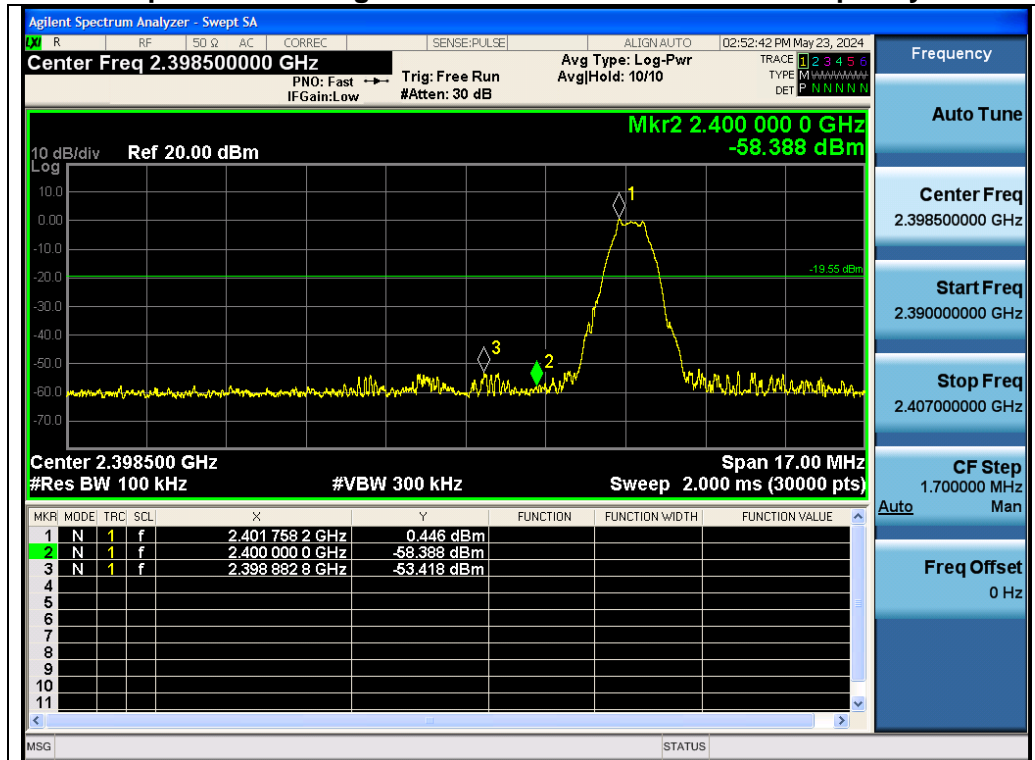 Agilent Spectrum Analyzer - Swept SA
LXI R RF 50 Ω AC CORREC SENSE:PULSE ALIGN AUTO 02:52:42 PM May 23, 2024
Center Freq 2.398500000 GHz
PNO: Fast
IFGain:Low
Trig: Free Run
#Atten: 30 dB
Avg Type: Log-Pwr
Avg|Hold: 10/10
TRACE 1 2 3 4 5 6
TYPE M
DET P N N N N N
Mkr2 2.400 000 0 GHz
-58.388 dBm
10 dB/div Ref 20.00 dBm
Log
10.0
0.00
-10.0
-20.0
-30.0
-40.0
-50.0
-60.0
-70.0
1
-19.55 dBm
3
2
Center 2.398500 GHz Span 17.00 MHz
#Res BW 100 kHz #VBW 300 kHz Sweep 2.000 ms (30000 pts)
MKR MODE TRC SCL X Y FUNCTION FUNCTION WIDTH FUNCTION VALUE
1 N 1 f 2.401 758 2 GHz 0.446 dBm
2 N 1 f 2.400 000 0 GHz -58.388 dBm
3 N 1 f 2.398 882 8 GHz -53.418 dBm
4
5
6
7
8
9
10
11
MSG STATUS
Frequency
Auto Tune
Center Freq
2.398500000 GHz
Start Freq
2.390000000 GHz
Stop Freq
2.407000000 GHz
CF Step
1.700000 MHz
Auto Man
Freq Offset
0 Hz